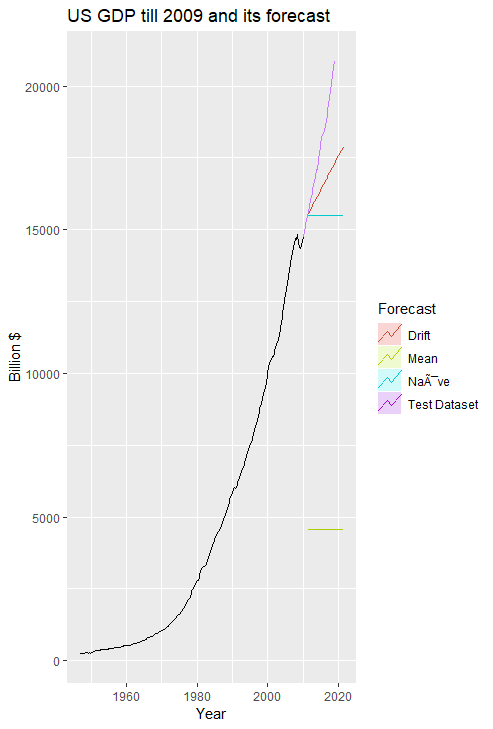 US GDP till 2009 and its forecast
Billion $
20000
15000
10000
5000
0
1960
1980
2000
2020
Year
Forecast
Drift
Mean
NaÃ¯ve
Test Dataset